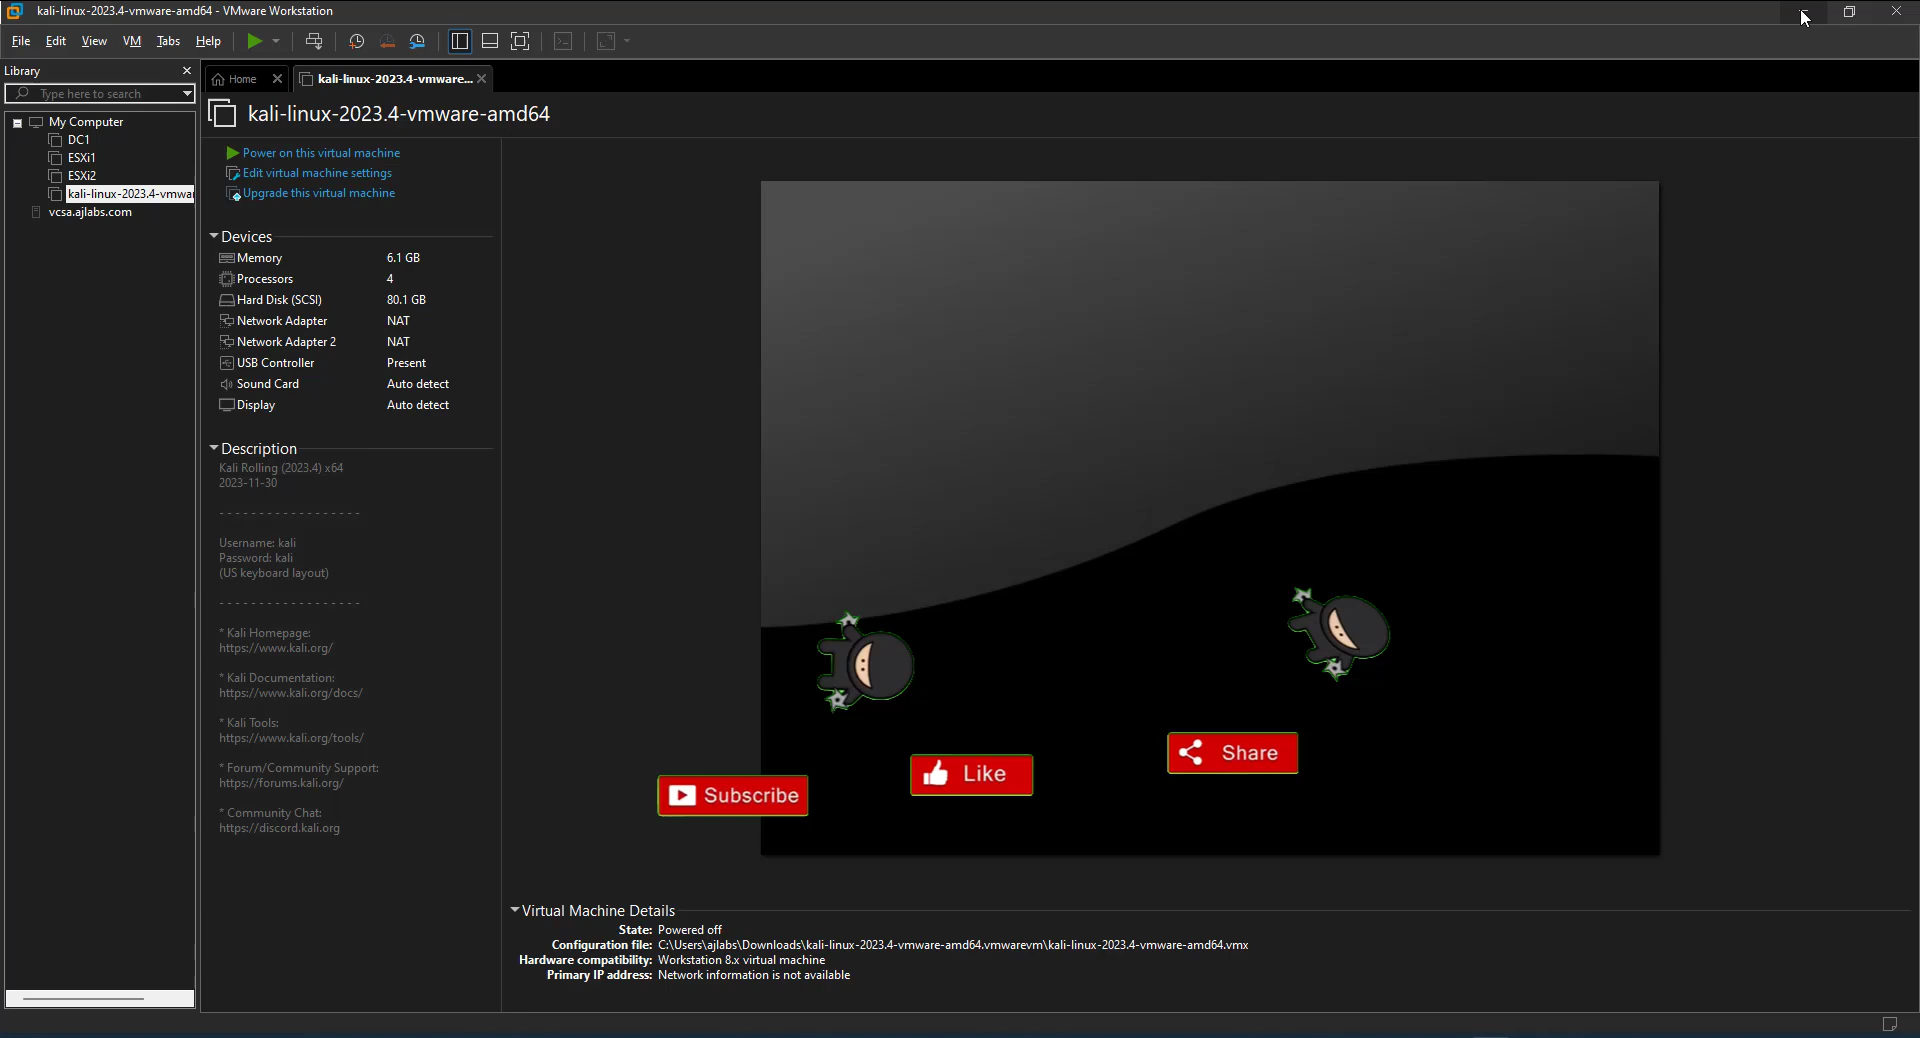 kali-linux-2023.4-vmware-amd64 - VMware Workstation
File Edit View VM Tabs Help
Library
Type here to search
My Computer
DC1
ESXi1
ESXi2
kali-linux-2023.4-vmwar
vcsa.ajlabs.com
Home
kali-linux-2023.4-vmware...
kali-linux-2023.4-vmware-amd64
Power on this virtual machine
Edit virtual machine settings
Upgrade this virtual machine
Devices
Memory 6.1 GB
Processors 4
Hard Disk (SCSI) 80.1 GB
Network Adapter NAT
Network Adapter 2 NAT
USB Controller Present
Sound Card Auto detect
Display Auto detect
Description
Kali Rolling (2023.4) x64
2023-11-30
- - - - - - - - - - - - - - - - - -
Username: kali
Password: kali
(US keyboard layout)
- - - - - - - - - - - - - - - - - -
* Kali Homepage:
https://www.kali.org/
* Kali Documentation:
https://www.kali.org/docs/
* Kali Tools:
https://www.kali.org/tools/
* Forum/Community Support:
https://forums.kali.org/
* Community Chat:
https://discord.kali.org
Share
Like
Subscribe
Virtual Machine Details
State: Powered off
Configuration file: C:\Users\ajlabs\Downloads\kali-linux-2023.4-vmware-amd64.vmwarevm\kali-linux-2023.4-vmware-amd64.vmx
Hardware compatibility: Workstation 8.x virtual machine
Primary IP address: Network information is not available